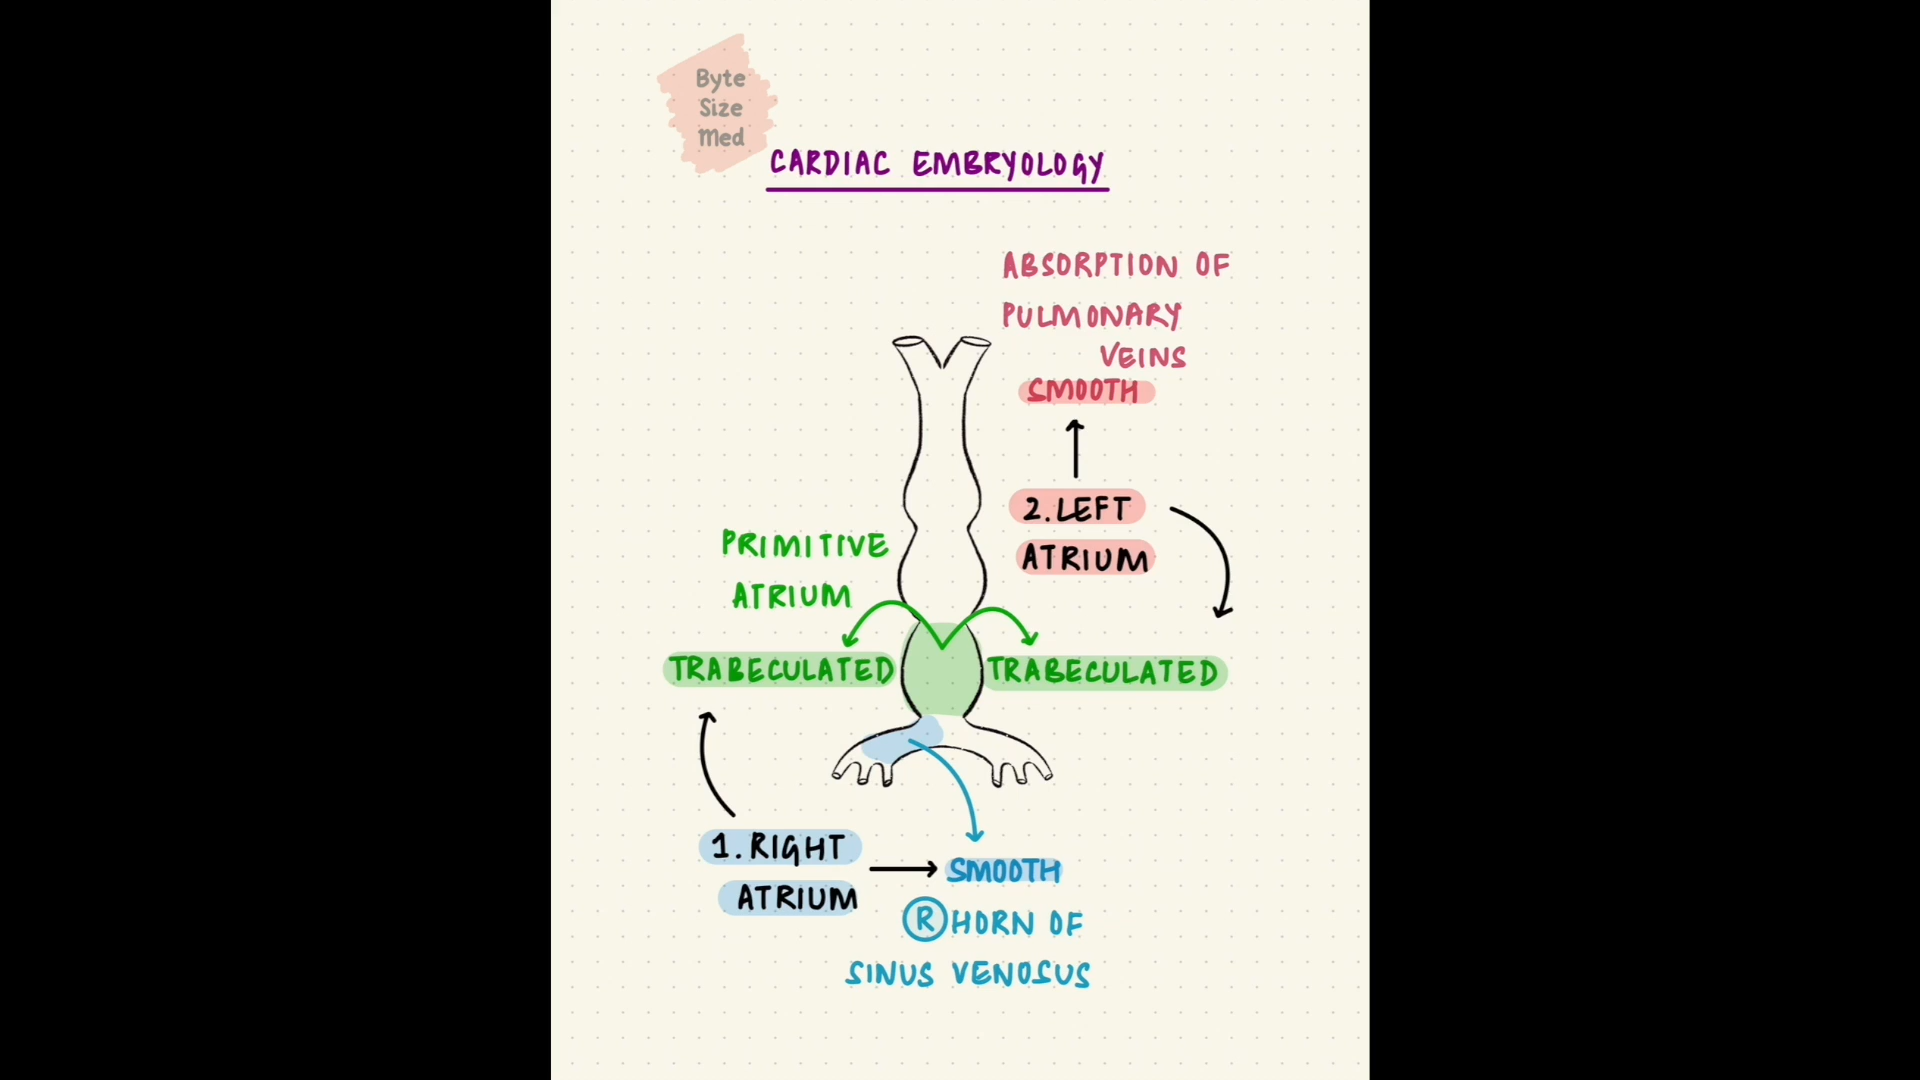 Byte
Size
Med
CARDIAC EMBRYOLOGY
ABSORPTION OF
PULMONARY
VEINS
SMOOTH
2. LEFT
ATRIUM
PRIMITIVE
ATRIUM
TRABECULATED
TRABECULATED
1. RIGHT
ATRIUM
SMOOTH
R HORN OF
SINUS VENOSUS